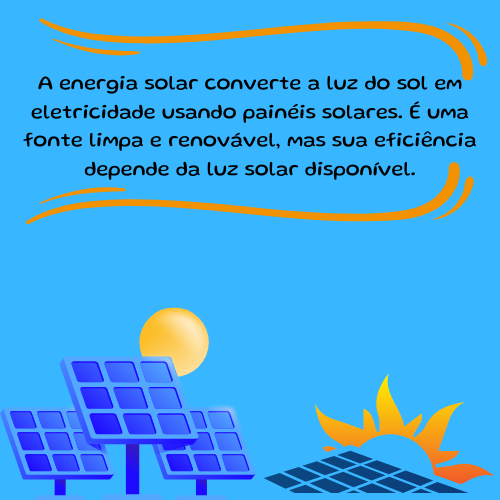 A energia solar converte a luz do sol em
eletricidade usando painéis solares. É uma
fonte limpa e renovável, mas sua eficiência
depende da luz solar disponível.